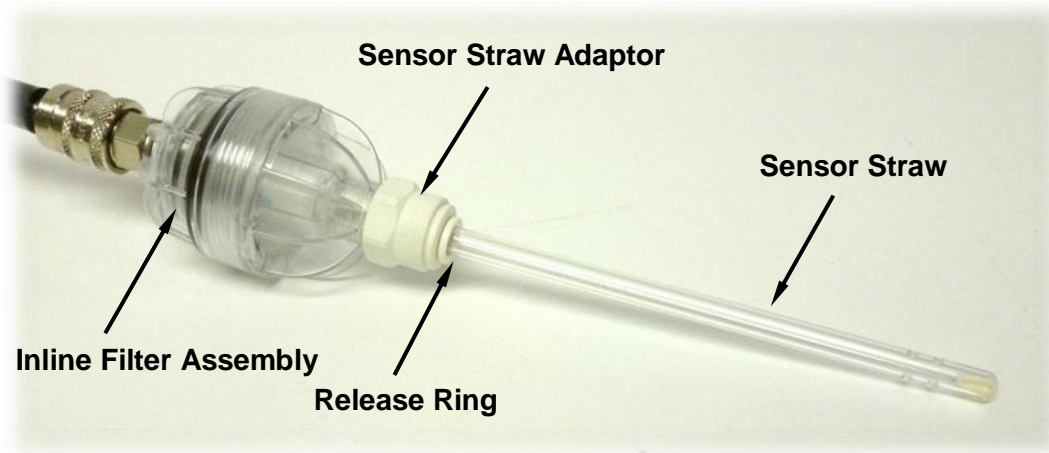 Sensor Straw Adaptor
Sensor Straw
Inline Filter Assembly
Release Ring